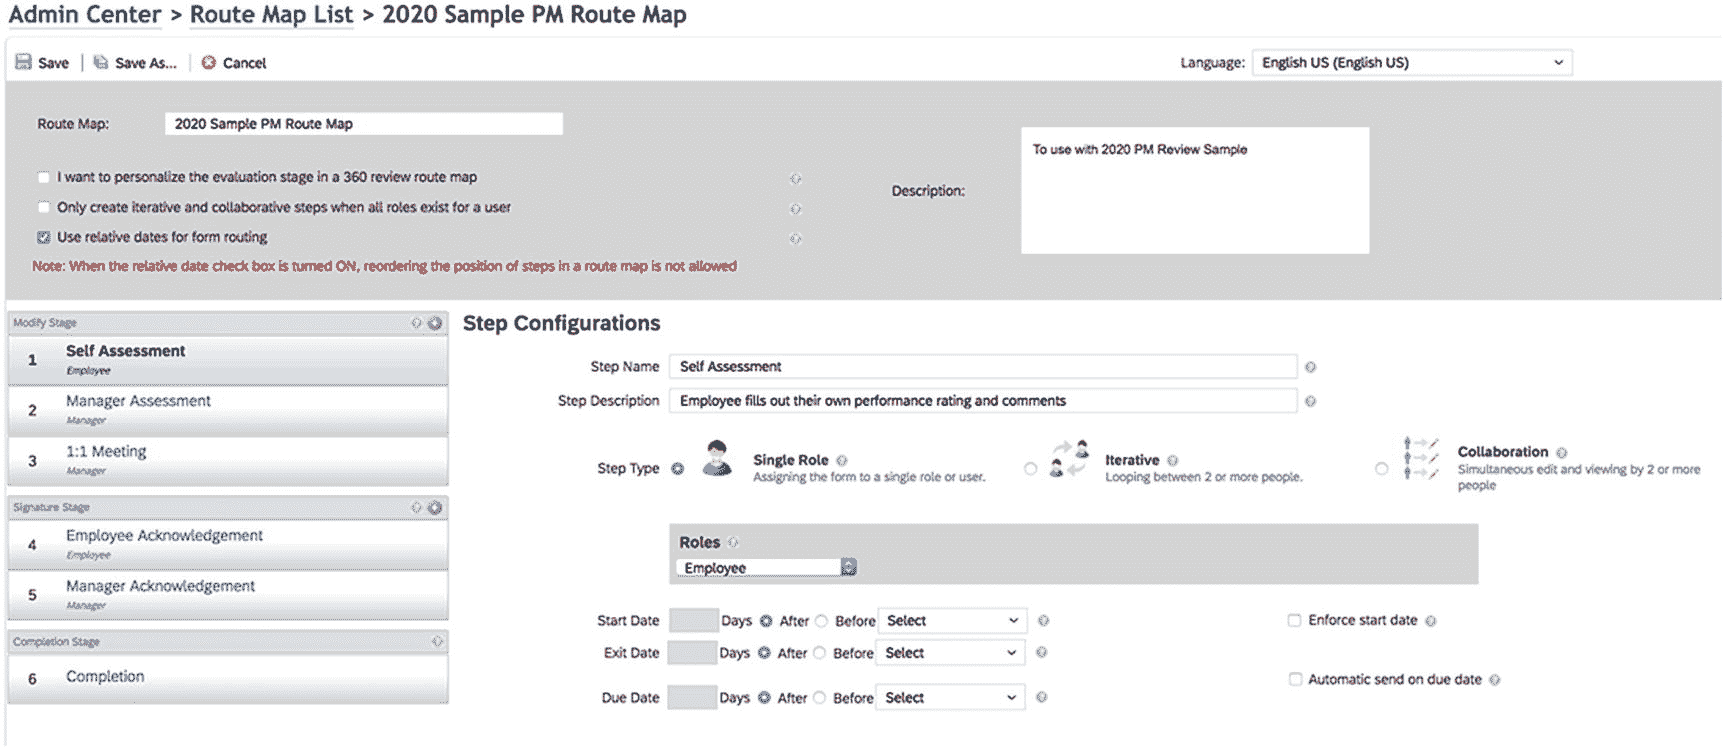 Admin Center > Route Map List > 2020 Sample PM Route Map
Save
Save As...
Cancel
Language:
English US (English US)
Route Map:
2020 Sample PM Route Map
I want to personalize the evaluation stage in a 360 review route map
Only create iterative and collaborative steps when all roles exist for a user
Use relative dates for form routing
Note: When the relative date check box is turned ON, reordering the position of steps in a route map is not allowed
Description:
To use with 2020 PM Review Sample
Modify Stage
1
Self Assessment
Employee
2
Manager Assessment
Manager
3
1:1 Meeting
Manager
Signature Stage
4
Employee Acknowledgement
Employee
5
Manager Acknowledgement
Manager
Completion Stage
6
Completion
Step Configurations
Step Name
Self Assessment
Step Description
Employee fills out their own performance rating and comments
Step Type
Single Role
Assigning the form to a single role or user.
Iterative
Looping between 2 or more people.
Collaboration
Simultaneous edit and viewing by 2 or more
people
Roles
Employee
Start Date Days After Before Select
Enforce start date
Exit Date Days After Before Select
Automatic send on due date
Due Date Days After Before Select